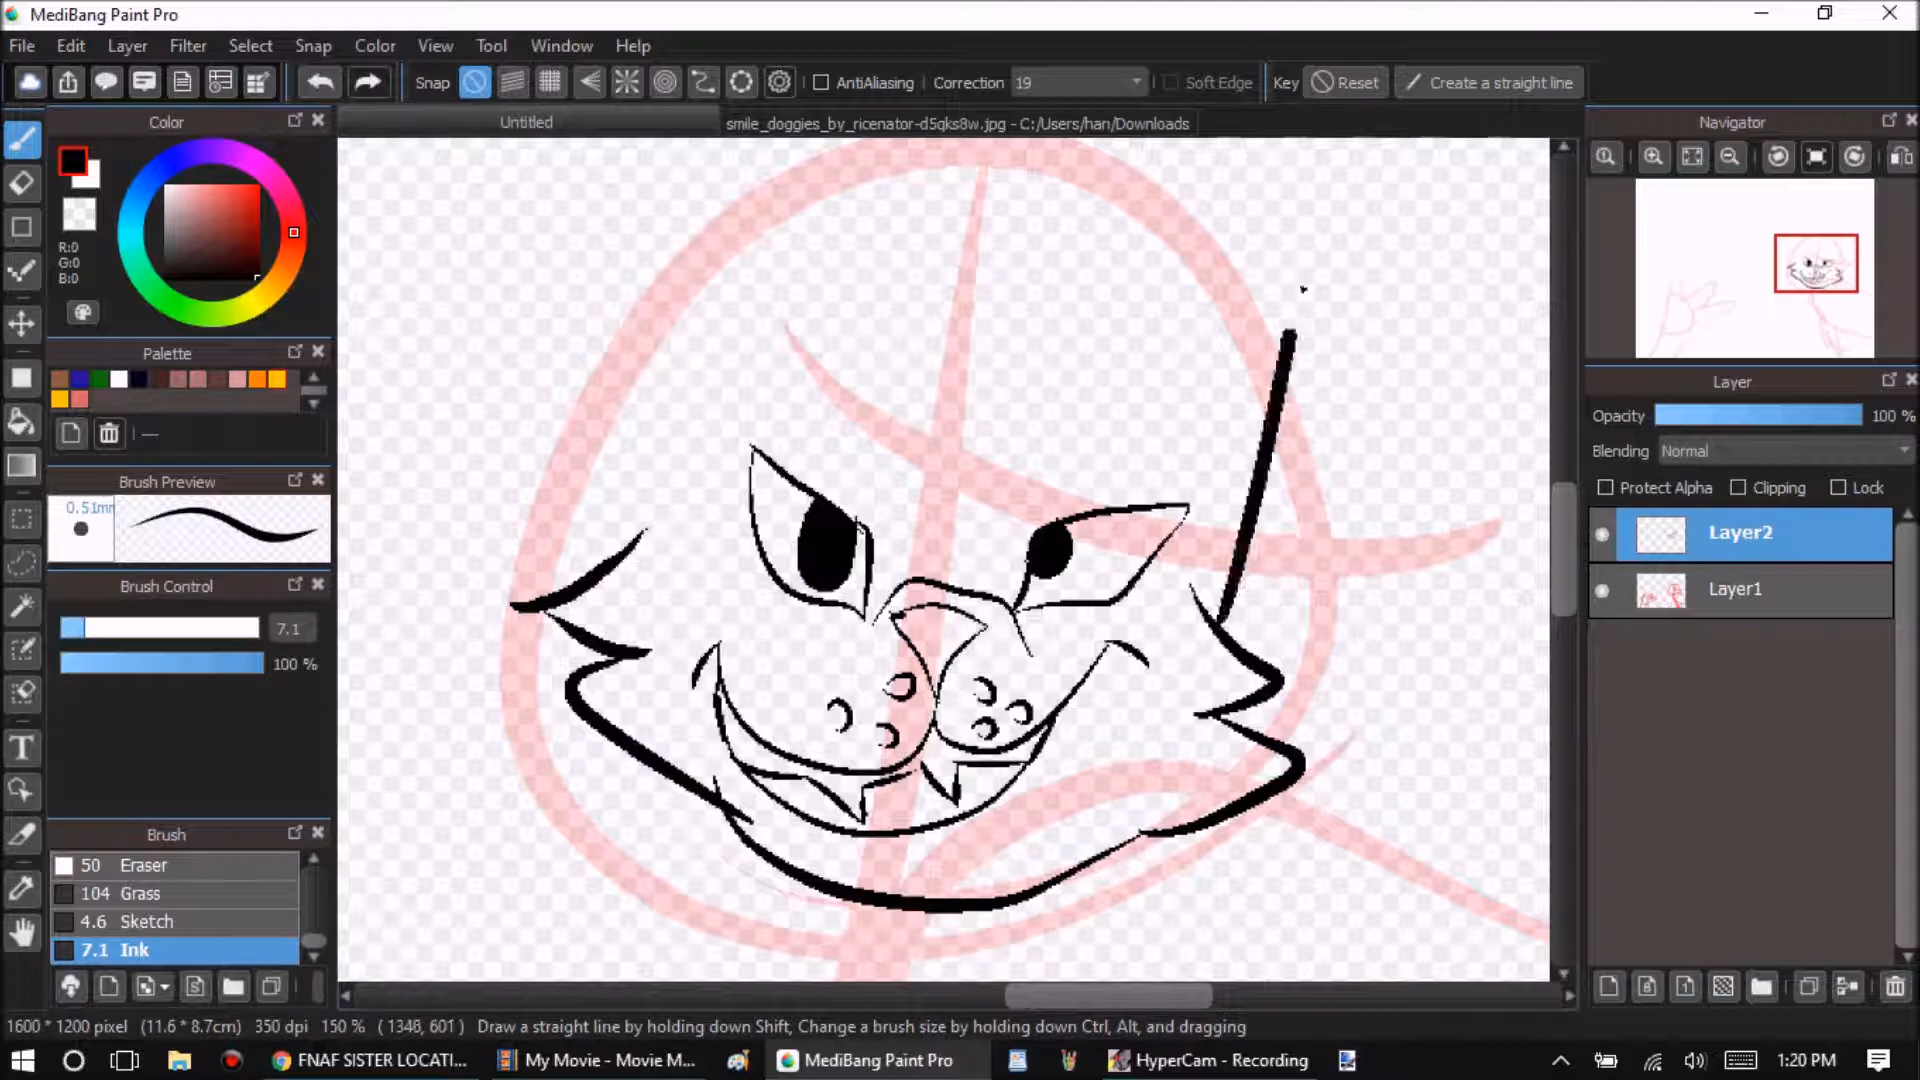 MediBang Paint Pro
File Edit Layer Filter Select Snap Color View Tool Window Help
Snap AntiAliasing Correction 19 Soft Edge Key Reset Create a straight line
Color
Untitled
smile_doggies_by_ricenator-d5qks8w.jpg - C:/Users/han/Downloads
Navigator
R:0
G:0
B:0
Palette
Layer
Opacity 100 %
Blending Normal
Protect Alpha Clipping Lock
Layer2
Layer1
Brush Preview
Brush Control
7.1
100 %
Brush
50 Eraser
104 Grass
4.6 Sketch
7.1 Ink
1600 * 1200 pixel (11.6 * 8.7cm) 350 dpi 150 % ( 1348, 601 ) Draw a straight line by holding down Shift, Change a brush size by holding down Ctrl, Alt, and dragging
FNAF SISTER LOCATI... My Movie - Movie M... MediBang Paint Pro HyperCam - Recording 1:20 PM